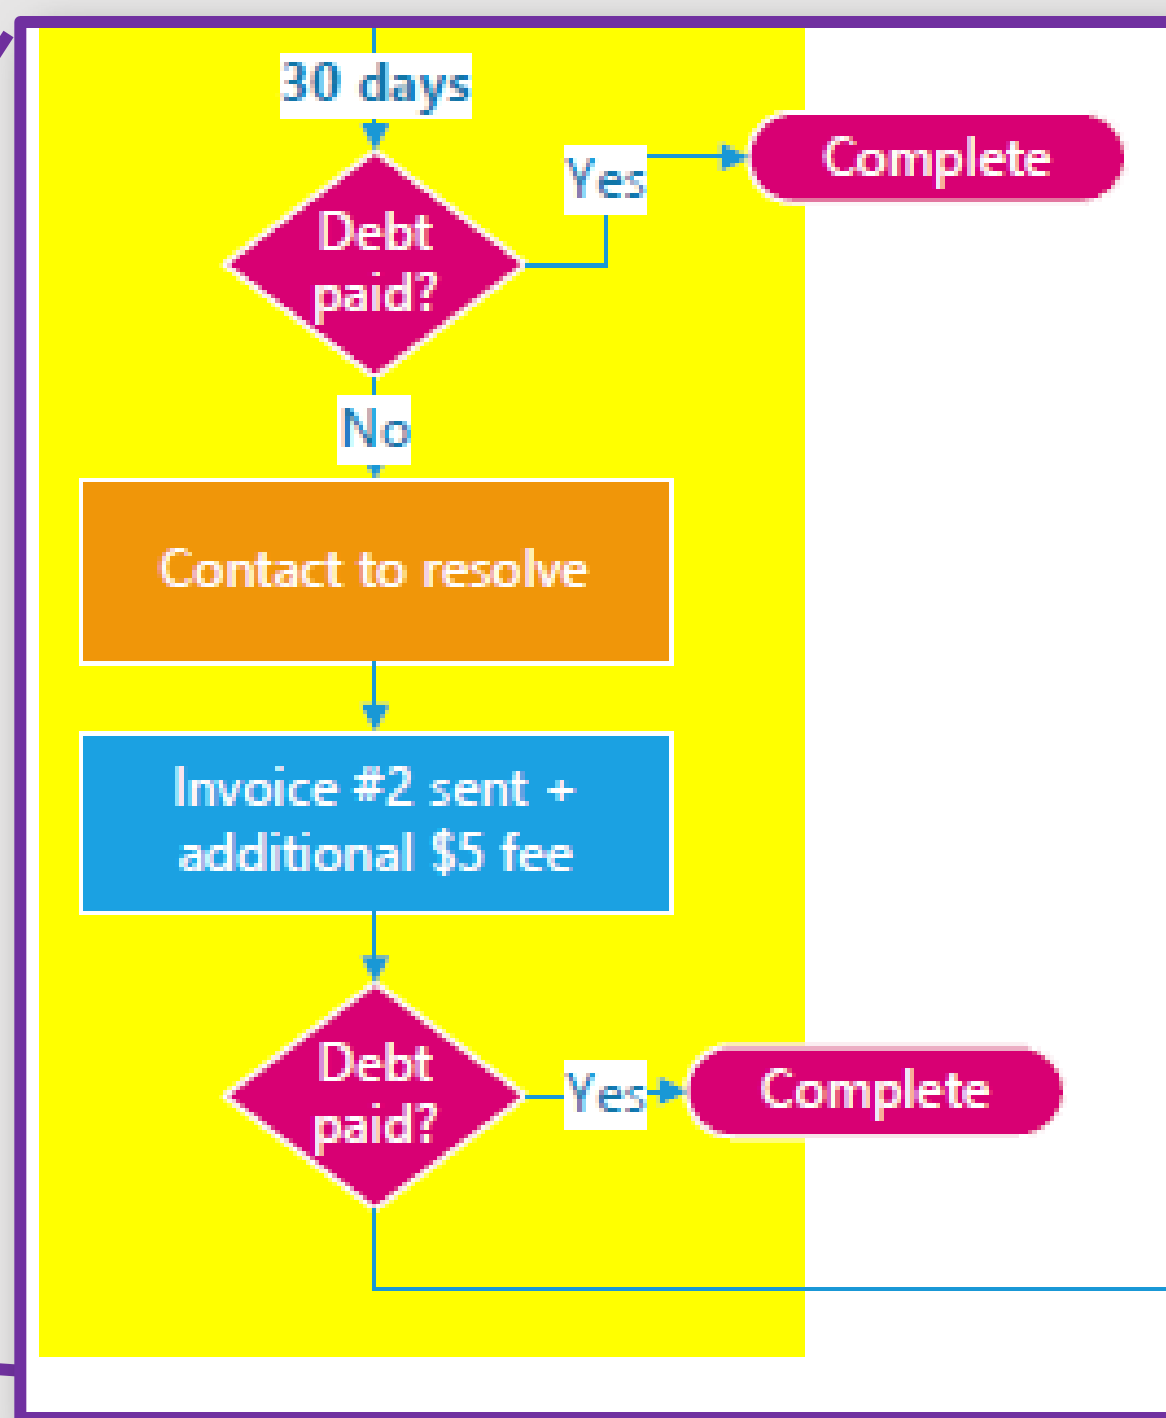 30 days
Yes
Complete
Debt
paid?
No
Contact to resolve
Invoice #2 sent +
additional $5 fee
Debt
paid?
Yes
Complete